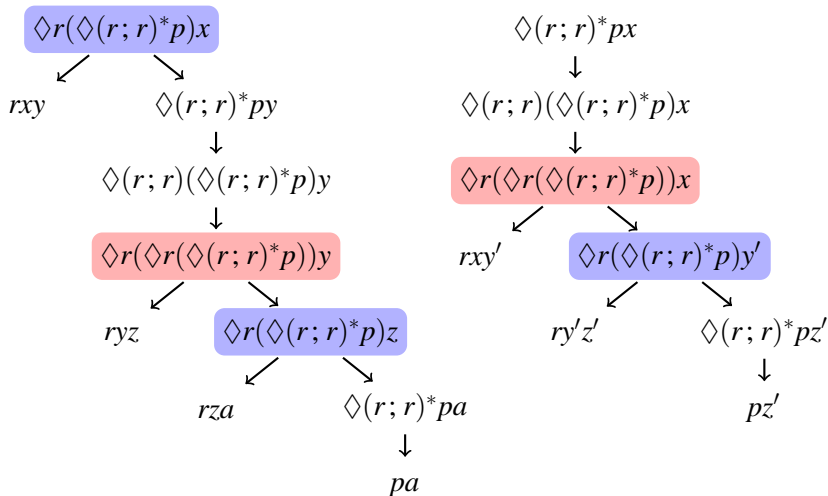 ◊r(◊(r; r)*p)x
◊(r; r)*px
rxy
◊(r; r)*py
◊(r; r)(◊(r; r)*p)x
◊(r; r)(◊(r; r)*p)y
◊r(◊r(◊(r; r)*p))x
◊r(◊r(◊(r; r)*p))y
rxy′
◊r(◊(r; r)*p)y′
ryz
◊r(◊(r; r)*p)z
ry′z′
◊(r; r)*pz′
rza
◊(r; r)*pa
pz′
pa